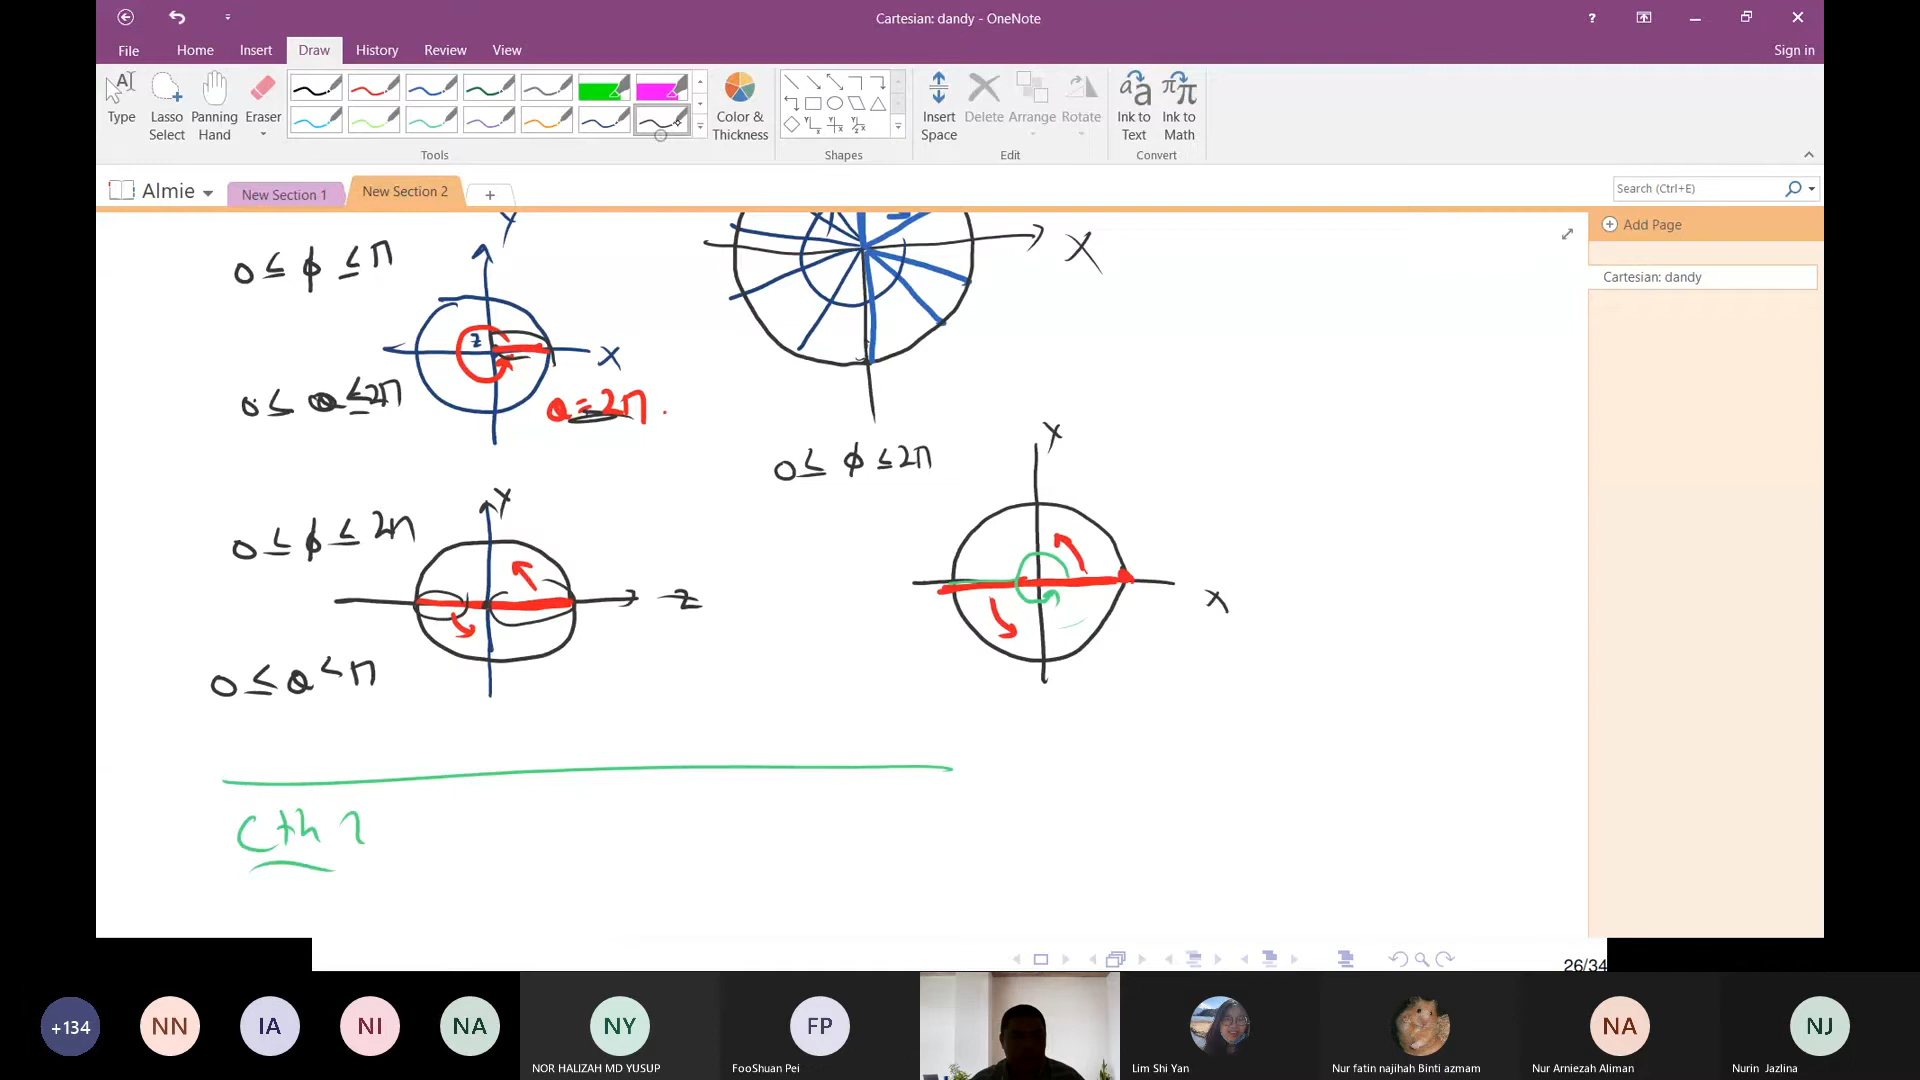 Cartesian: dandy - OneNote
?
File
Home
Insert
Draw
History
Review
View
Sign in
Type
Lasso Select
Panning Hand
Eraser
Color & Thickness
Insert Space
Delete
Arrange
Rotate
Ink to Text
Ink to Math
Tools
Shapes
Edit
Convert
Almie
New Section 1
New Section 2
+
Search (Ctrl+E)
Add Page
Cartesian: dandy
Y
0 ≤ ϕ ≤ π
X
z
X
0 ≤ θ ≤ 2π
θ = 2π.
Y
0 ≤ ϕ ≤ 2π
Y
0 ≤ ϕ ≤ 2π
z
X
0 ≤ θ ≤ π
Cth 2
26/34
+134
NN
IA
NI
NA
NY
NOR HALIZAH MD YUSUP
FP
FooShuan Pei
Lim Shi Yan
Nur fatin najihah Binti azmam
NA
Nur Arniezah Aliman
NJ
Nurin Jazlina